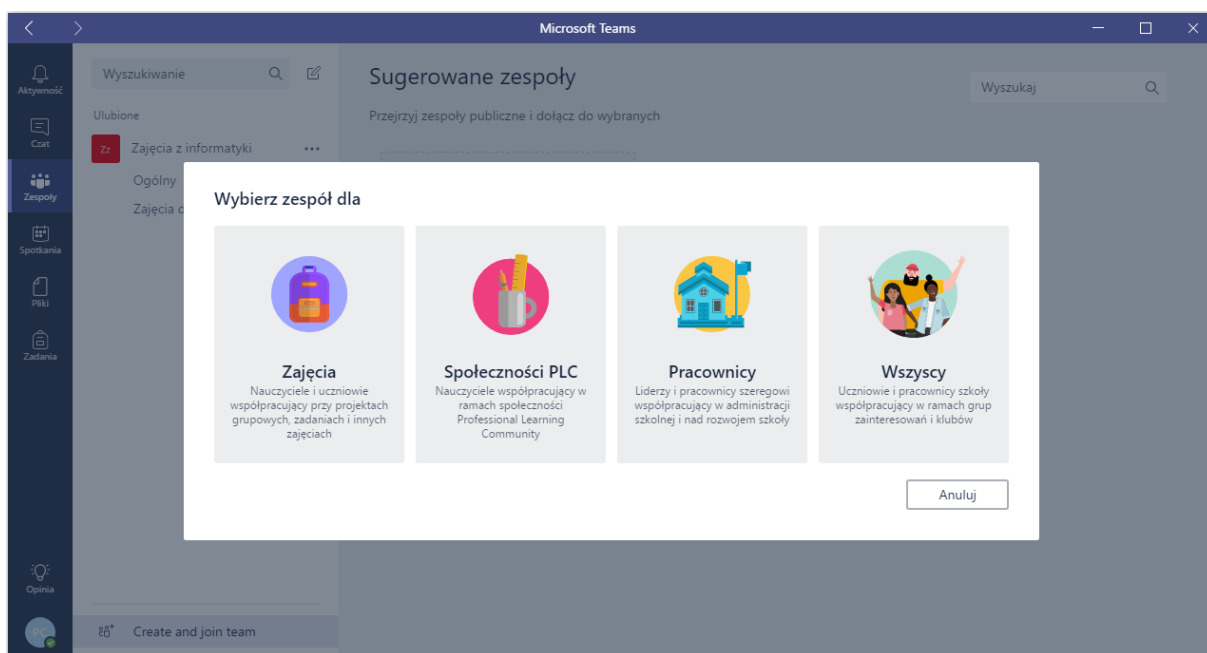 Microsoft Teams
Aktywność
Czat
Zespoły
Spotkania
Pliki
Zadania
Opinia
PC
Wyszukiwanie
Ulubione
Zz Zajęcia z informatyki
Ogólny
Zajęcia
Create and join team
Sugerowane zespoły
Wyszukaj
Przejrzyj zespoły publiczne i dołącz do wybranych
Wybierz zespół dla
Zajęcia
Nauczyciele i uczniowie
współpracujący przy projektach
grupowych, zadaniach i innych
zajęciach
Społeczności PLC
Nauczyciele współpracujący w
ramach społeczności
Professional Learning
Community
Pracownicy
Liderzy i pracownicy szeregowi
współpracujący w administracji
szkolnej i nad rozwojem szkoły
Wszyscy
Uczniowie i pracownicy szkoły
współpracujący w ramach grup
zainteresowań i klubów
Anuluj